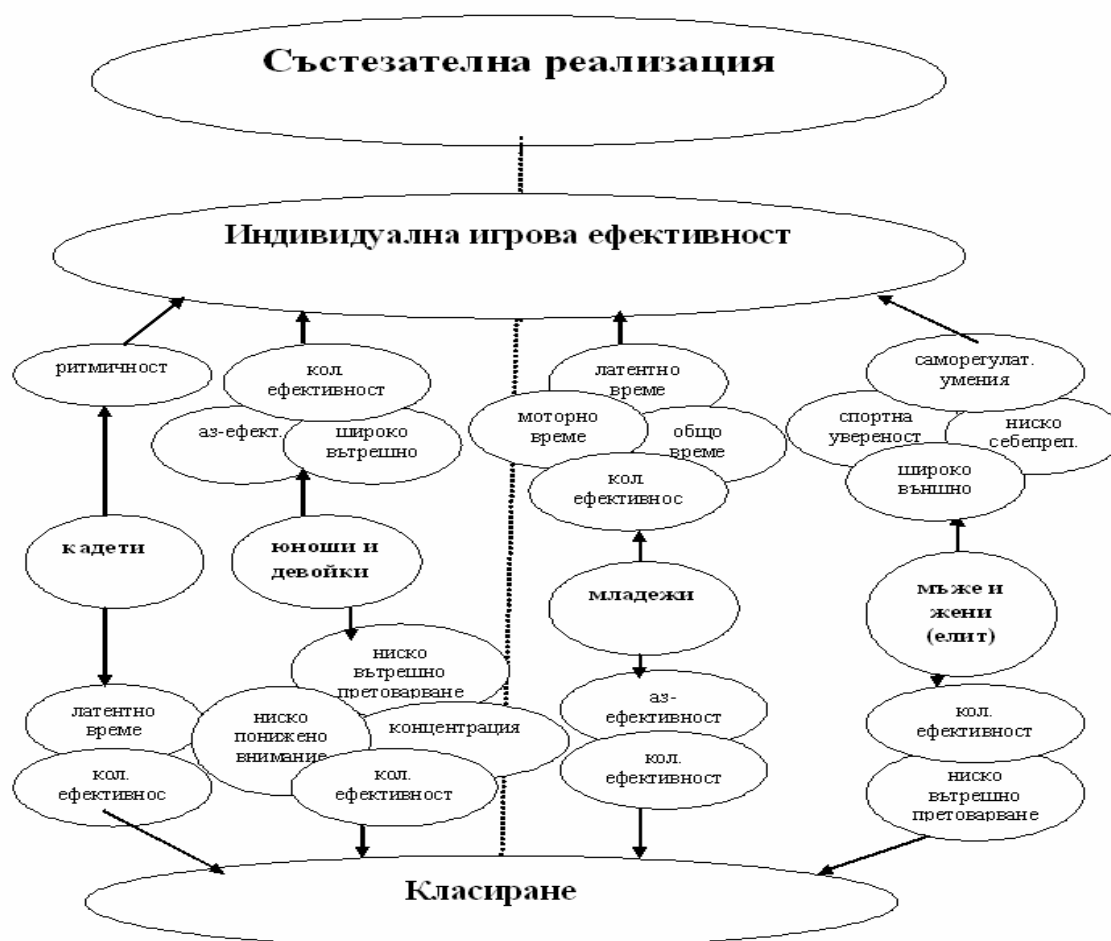 Състезателна реализация
Индивидуална игрова ефективност
ритмичност
кол.
ефективност
аз-ефект.
широко
вътрешно
латентно
време
моторно
време
общо
време
кол.
ефективнос
саморегулат.
умения
спортна
увереност
ниско
себепреп.
широко
външно
кадети
юноши и
девойки
младежи
мъже и
жени
(елит)
латентно
време
кол.
ефективнос
ниско
вътрешно
претоварване
ниско
понижено
внимание
концентрация
кол.
ефективност
аз-
ефективност
кол.
ефективност
кол.
ефективност
ниско
вътрешно
претоварване
Класиране